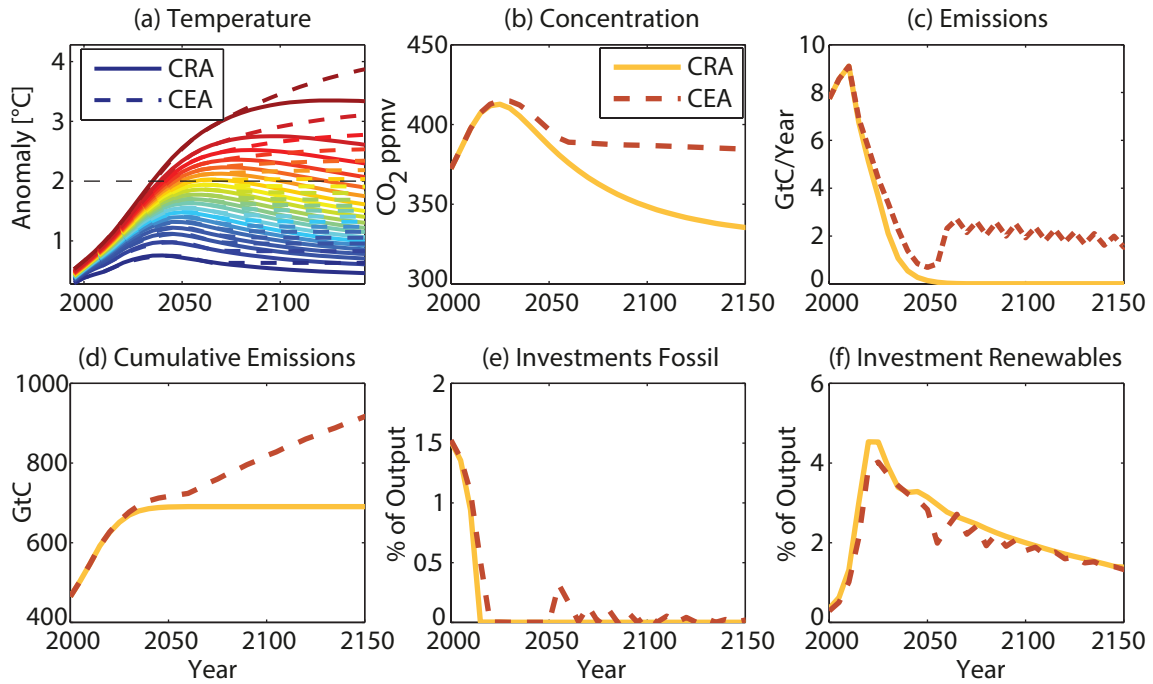 (a) Temperature
Anomaly [°C]
4
3
2
1
CRA
CEA
2000 2050 2100
(b) Concentration
CO2 ppmv
450
400
350
300
CRA
CEA
2000 2050 2100 2150
(c) Emissions
GtC/Year
10
8
6
4
2
0
2000 2050 2100 2150
(d) Cumulative Emissions
GtC
1000
800
600
400
2000 2050 2100 2150
Year
(e) Investments Fossil
% of Output
2
1.5
1
0.5
0
2000 2050 2100 2150
Year
(f) Investment Renewables
% of Output
6
4
2
0
2000 2050 2100 2150
Year